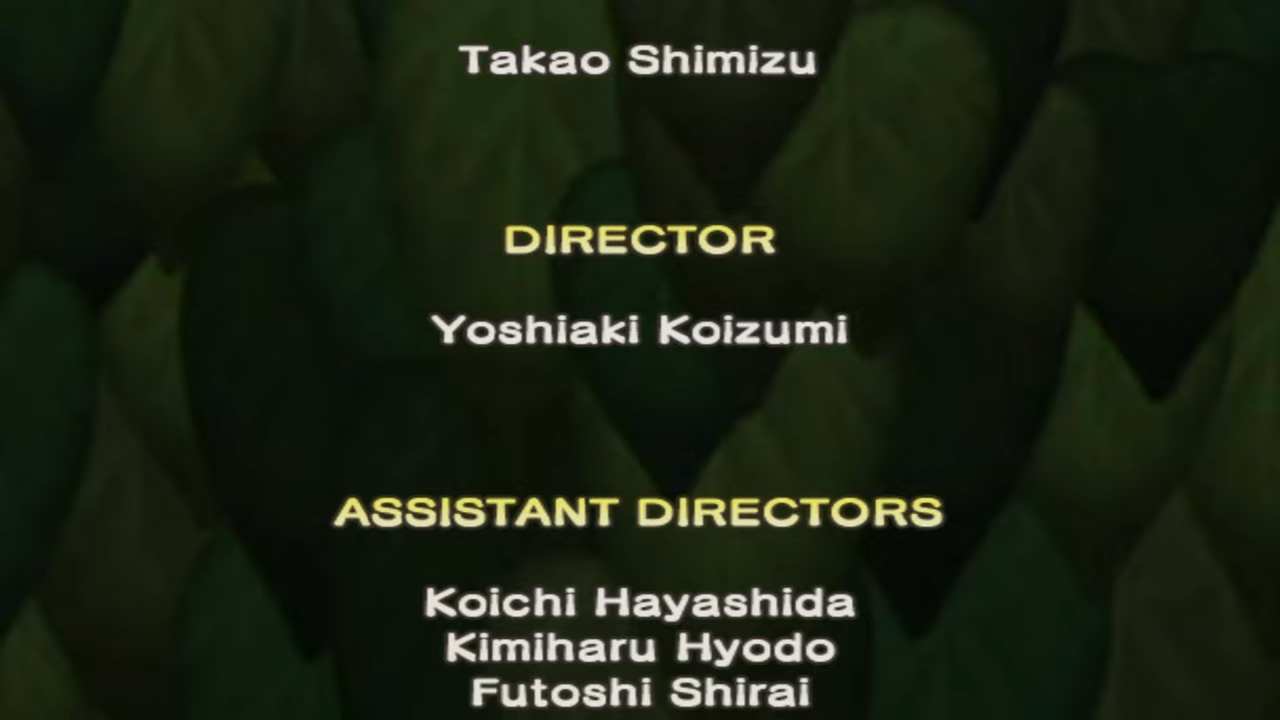 Takao Shimizu
DIRECTOR
Yoshiaki Koizumi
ASSISTANT DIRECTORS
Koichi Hayashida
Kimiharu Hyodo
Futoshi Shirai